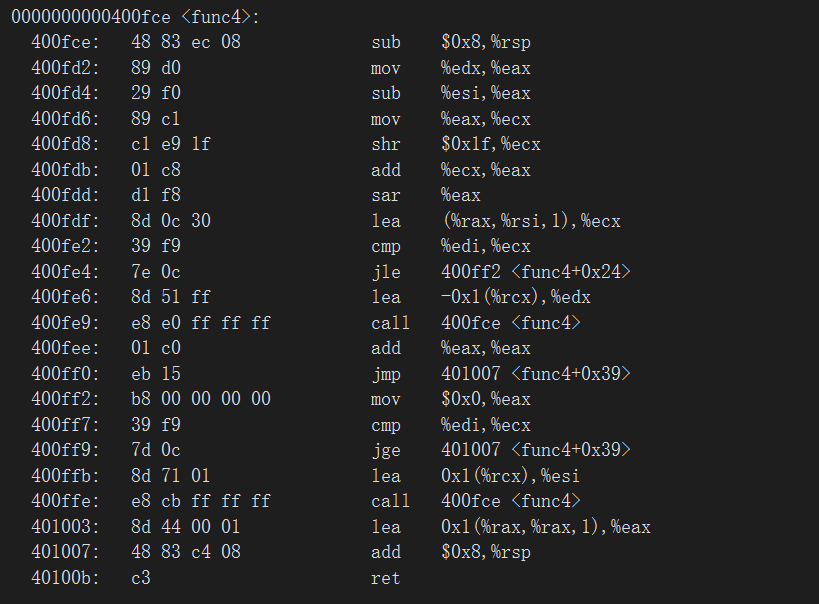 0000000000400fce <func4>:
400fce: 48 83 ec 08 sub $0x8,%rsp
400fd2: 89 d0 mov %edx,%eax
400fd4: 29 f0 sub %esi,%eax
400fd6: 89 c1 mov %eax,%ecx
400fd8: c1 e9 1f shr $0x1f,%ecx
400fdb: 01 c8 add %ecx,%eax
400fdd: d1 f8 sar %eax
400fdf: 8d 0c 30 lea (%rax,%rsi,1),%ecx
400fe2: 39 f9 cmp %edi,%ecx
400fe4: 7e 0c jle 400ff2 <func4+0x24>
400fe6: 8d 51 ff lea -0x1(%rcx),%edx
400fe9: e8 e0 ff ff ff call 400fce <func4>
400fee: 01 c0 add %eax,%eax
400ff0: eb 15 jmp 401007 <func4+0x39>
400ff2: b8 00 00 00 00 mov $0x0,%eax
400ff7: 39 f9 cmp %edi,%ecx
400ff9: 7d 0c jge 401007 <func4+0x39>
400ffb: 8d 71 01 lea 0x1(%rcx),%esi
400ffe: e8 cb ff ff ff call 400fce <func4>
401003: 8d 44 00 01 lea 0x1(%rax,%rax,1),%eax
401007: 48 83 c4 08 add $0x8,%rsp
40100b: c3 ret